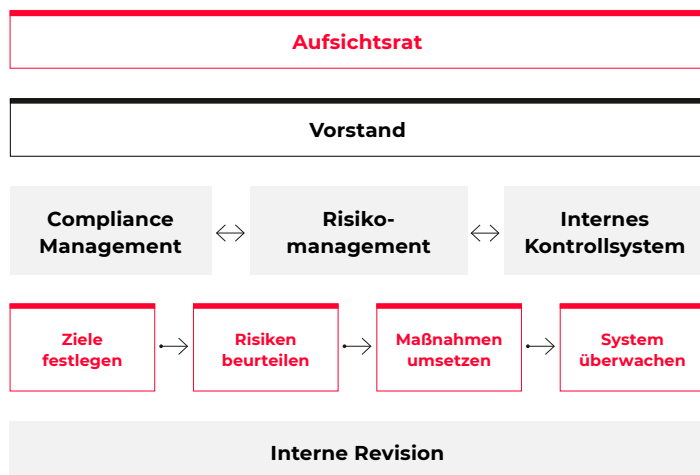 Aufsichtsrat
Vorstand
Compliance
Management
Risiko-
management
Internes
Kontrollsystem
Ziele
festlegen
Risiken
beurteilen
Maßnahmen
umsetzen
System
überwachen
Interne Revision